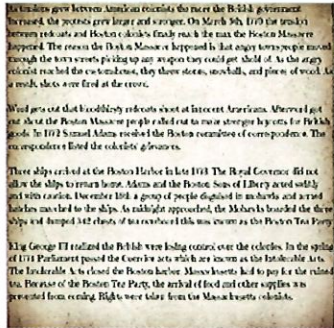 As tensions grew between American colonists the more the British government
increased, the protests grew larger and stronger. On March 5th, 1770 the tension
between redcoats and Boston colonists finally reach the max the Boston Massacre
happened. The reason the Boston Massacre happened is that angry townspeople moved
through the town streets picking up any weapon they could get ahold of. As the angry
colonist reached the customhouse, they threw stones, snowballs, and pieces of wood. As
a result, shots were fired at the crowd.
Word gets out that bloodthirsty redcoats shoot at innocent Americans. Afterword got
out about the Boston Massacre people called out to make stronger boycotts for British
goods. In 1772 Samuel Adams received the Boston committee of correspondence. The
correspondence listed the colonists' grievances.
Three ships arrived at the Boston Harbor in late 1773. The Royal Governor did not
allow the ships to return home. Adams and the Boston Sons of Liberty acted swiftly
and with caution. December 16th a group of people disguised in mohawks and armed
hatches marched to the ships. As midnight approached, the Mohawks boarded the three
ships and dumped 342 chests of tea overboard this was known as the Boston Tea Party
King George III realized the British were losing control over the colonies. In the spring
of 1774 Parliament passed the Coercive acts which are known as the Intolerable Acts.
The Intolerable Acts closed the Boston harbor. Massachusetts had to pay for the ruined
tea. Because of the Boston Tea Party, the arrival of food and other supplies was
prevented from coming. Rights were taken from the Massachusetts colonists.